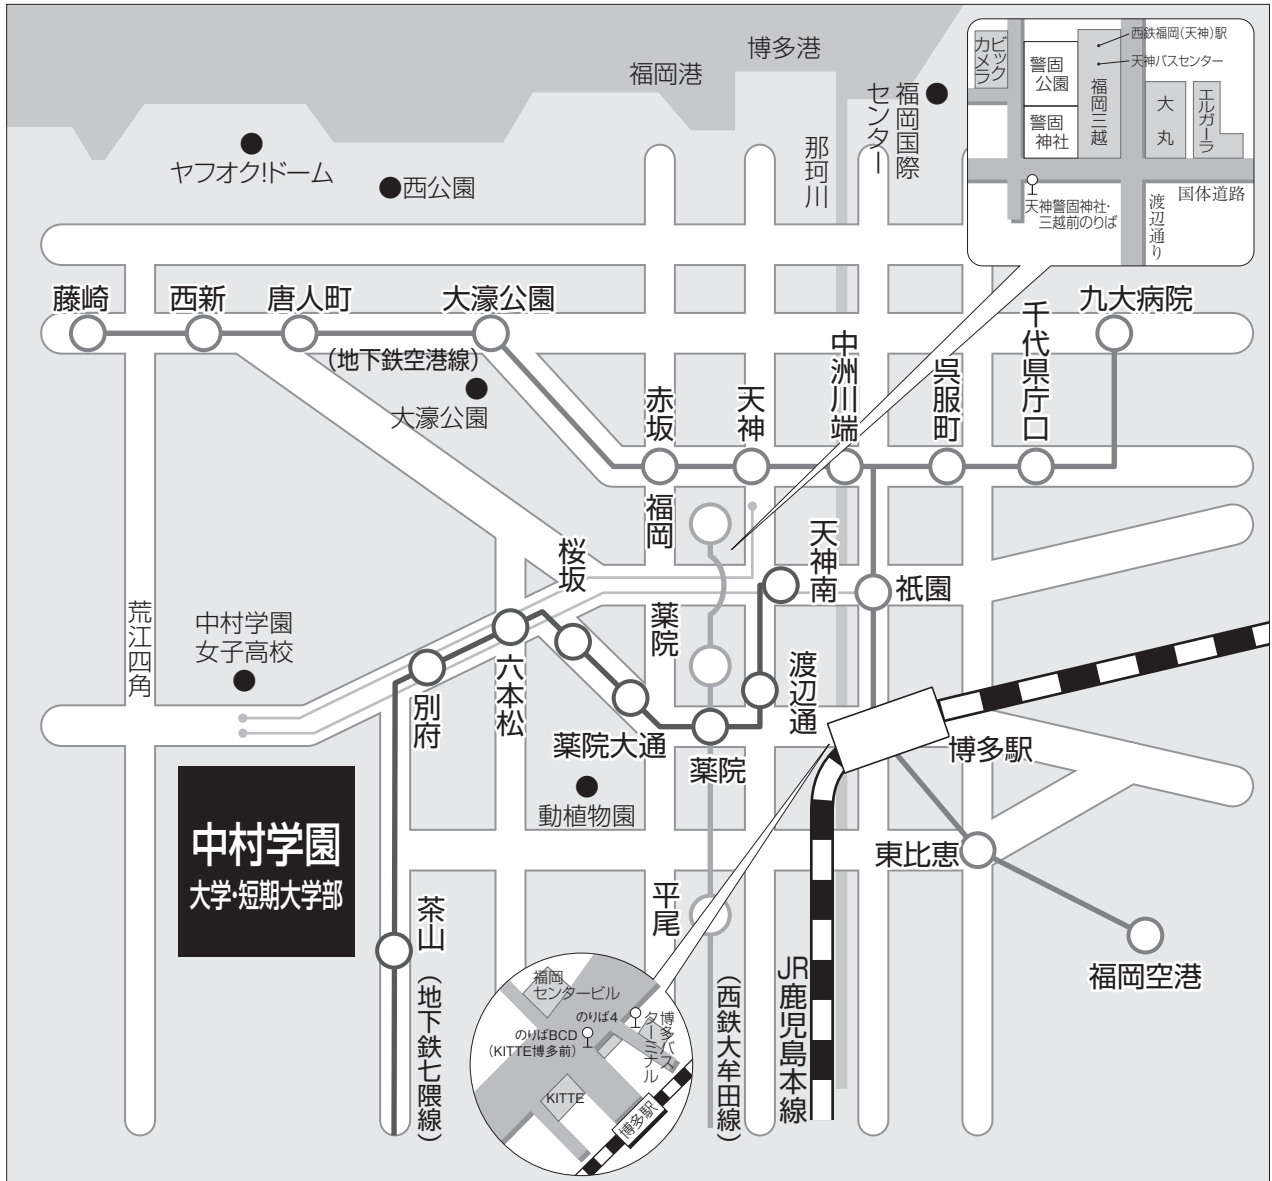 博多港
福岡港
福岡国際
センター
那珂川
ヤフオク!ドーム
西公園
ビック
カメラ
警固
公園
警固
神社
福岡三越
西鉄福岡(天神)駅
天神バスセンター
大丸
エルガーラ
国体道路
渡辺通り
天神警固神社・
三越前のりば
藤崎
西新
唐人町
大濠公園
(地下鉄空港線)
大濠公園
赤坂
天神
中洲川端
呉服町
千代県庁口
九大病院
福岡
天神南
祇園
桜坂
薬院
荒江四角
中村学園
女子高校
別府
六本松
薬院大通
薬院
渡辺通
博多駅
動植物園
中村学園
大学・短期大学部
東比恵
福岡空港
平尾
茶山
(地下鉄七隈線)
(西鉄大牟田線)
JR鹿児島本線
福岡
センタービル
のりば4
のりばBCD
(KITTE博多前)
博多バス
ターミナル
KITTE
博多駅